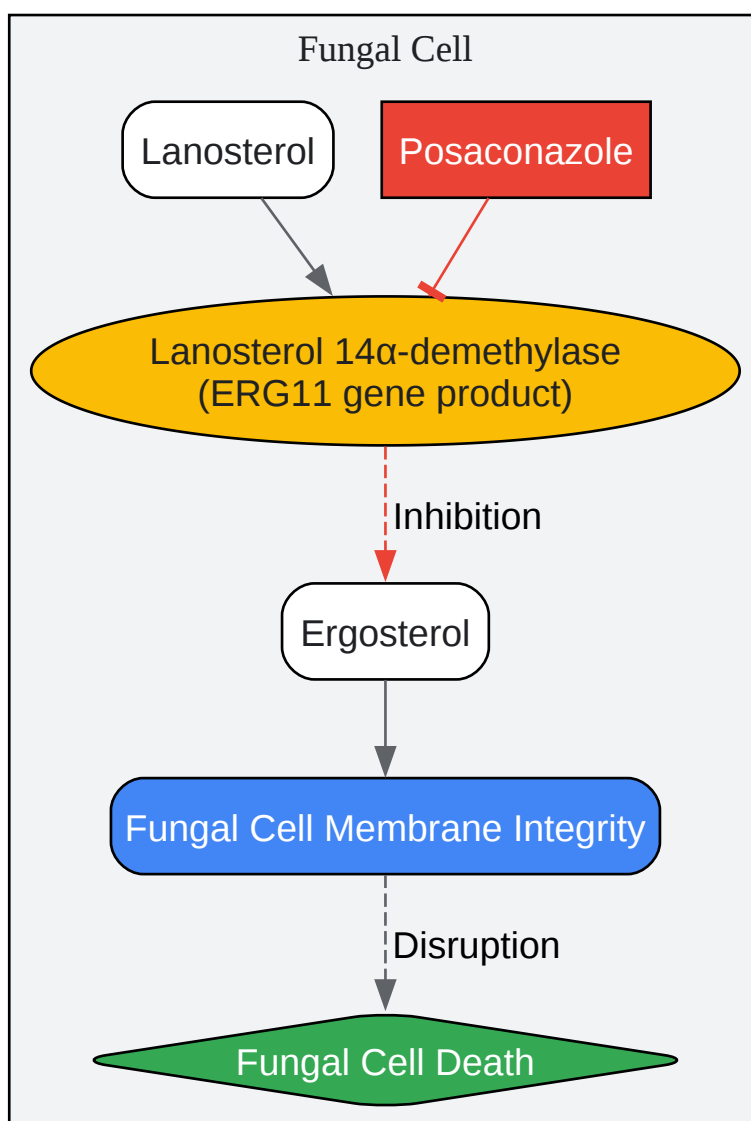 Fungal Cell
Lanosterol
Posaconazole
Lanosterol 14α-demethylase
(ERG11 gene product)
Inhibition
Ergosterol
Fungal Cell Membrane Integrity
Disruption
Fungal Cell Death